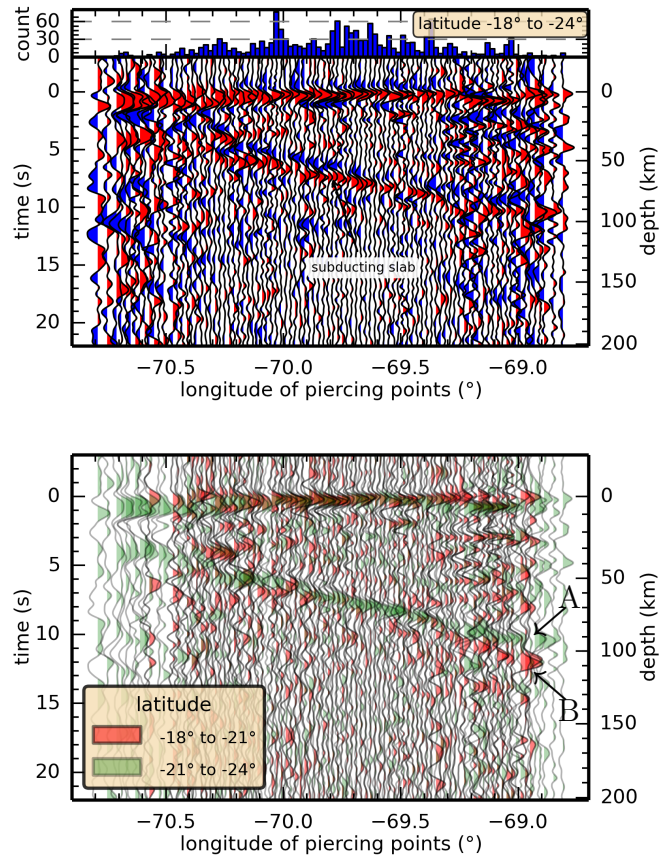 60
30
0
count
latitude -18° to -24°
0
5
10
15
20
time (s)
0
50
100
150
200
depth (km)
subducting slab
−70.5
−70.0
−69.5
−69.0
longitude of piercing points (°)
0
5
10
15
20
time (s)
0
50
100
150
200
depth (km)
A
B
latitude
-18° to -21°
-21° to -24°
−70.5
−70.0
−69.5
−69.0
longitude of piercing points (°)